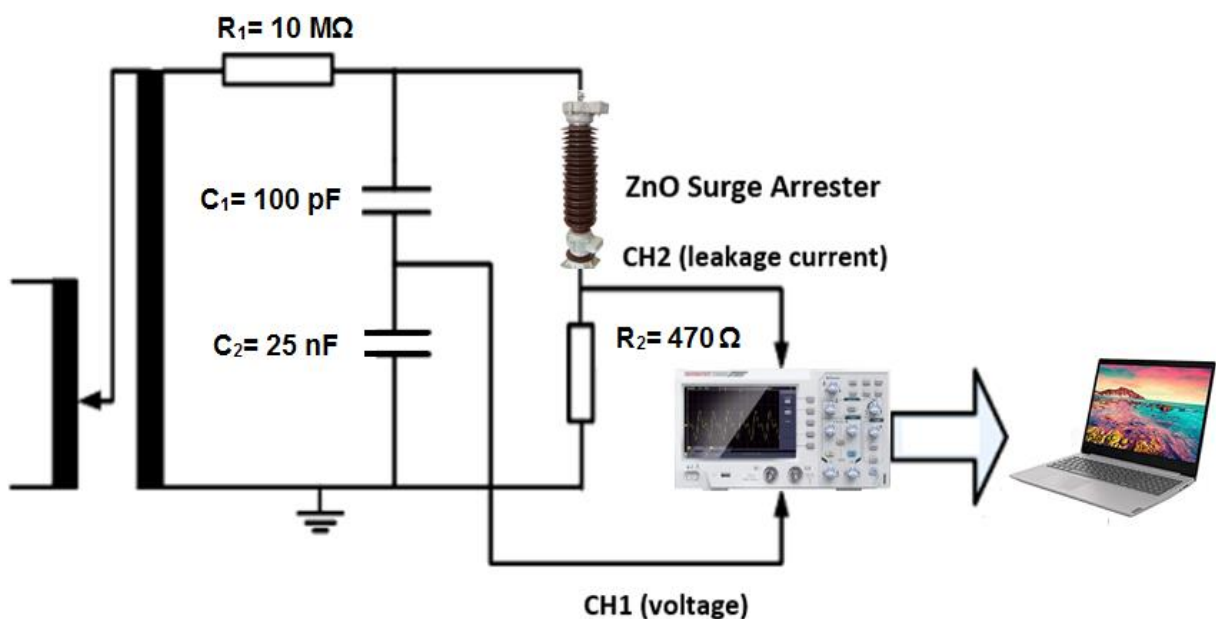 R₁= 10 MΩ
C₁= 100 pF
ZnO Surge Arrester
CH2 (leakage current)
C₂= 25 nF
R₂= 470 Ω
CH1 (voltage)